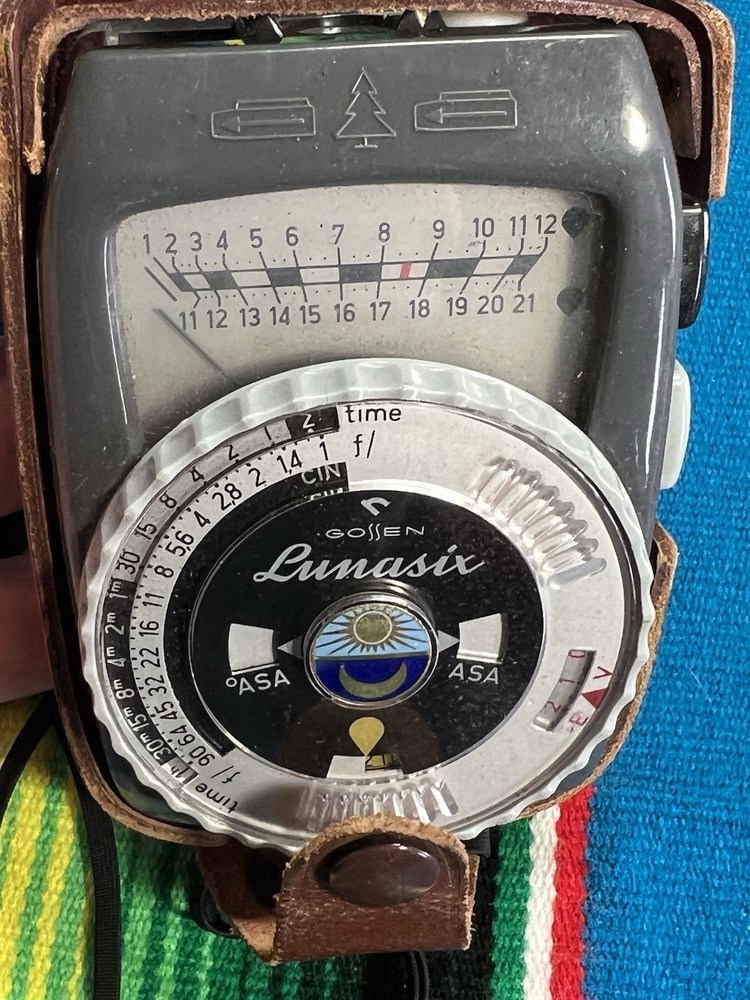 1 2 3 4 5 6 7 8 9 10 11 12
11 12 13 14 15 16 17 18 19 20 21
time
f/
2 1 2 4 8 15 30 1m 2m 4m 8m 15m 30m 1h
1 1,4 2 2,8 4 5,6 8 11 16 22 32 45 64 90 f/
CIN
GOSSEN
Lunasix
°ASA
ASA
2 1 0
E V
time